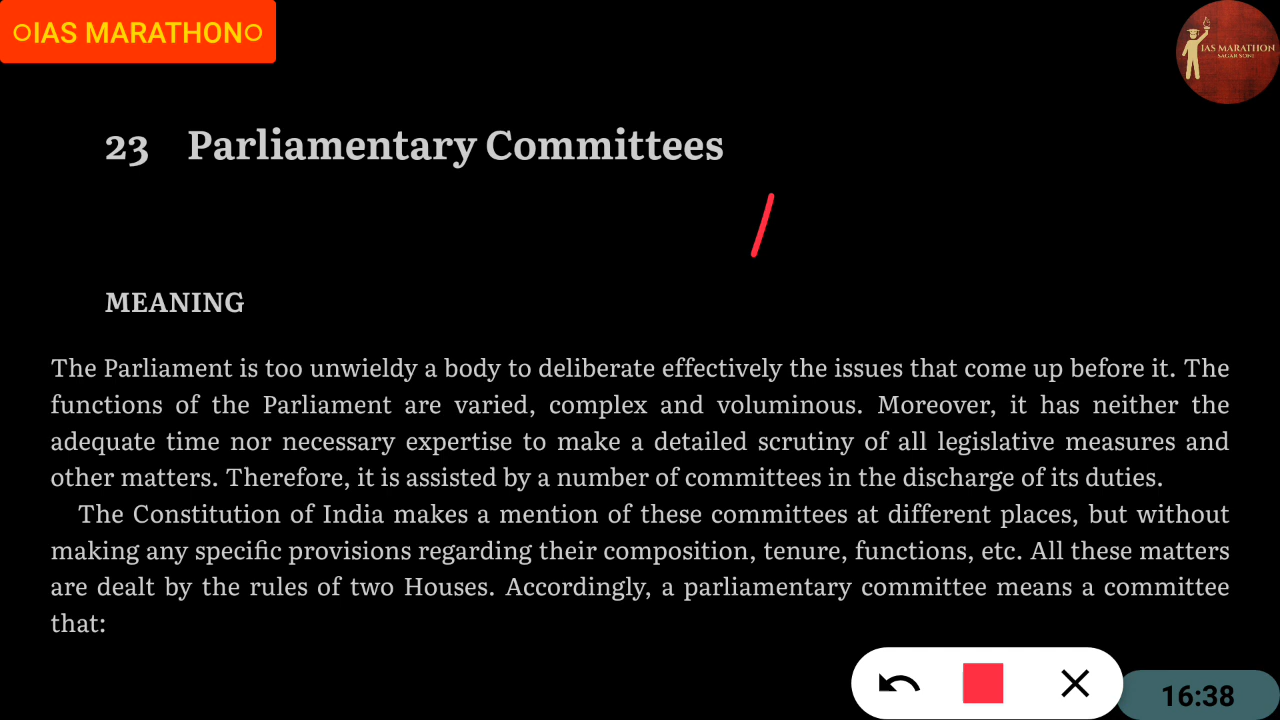 ○IAS MARATHON○
IAS MARATHON
SAGAR SONI
23 Parliamentary Committees
MEANING
The Parliament is too unwieldy a body to deliberate effectively the issues that come up before it. The
functions of the Parliament are varied, complex and voluminous. Moreover, it has neither the
adequate time nor necessary expertise to make a detailed scrutiny of all legislative measures and
other matters. Therefore, it is assisted by a number of committees in the discharge of its duties.
The Constitution of India makes a mention of these committees at different places, but without
making any specific provisions regarding their composition, tenure, functions, etc. All these matters
are dealt by the rules of two Houses. Accordingly, a parliamentary committee means a committee
that:
16:38